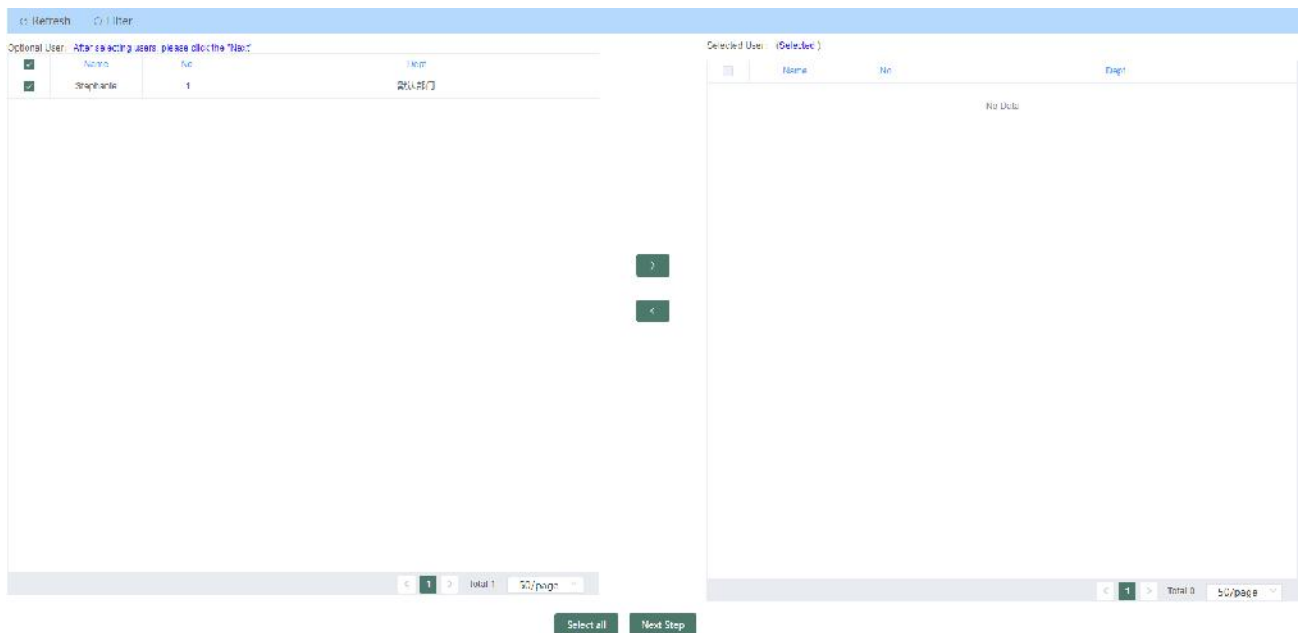 Refresh Filter
Optional User: After selecting users, please click the "Next"
Name No Dept
Stephanie 1 默认部门
< 1 > Total 1 50/page
Selected User: (Selected )
Name No Dept
No Data
< 1 > Total 0 50/page
>
<
Select all Next Step